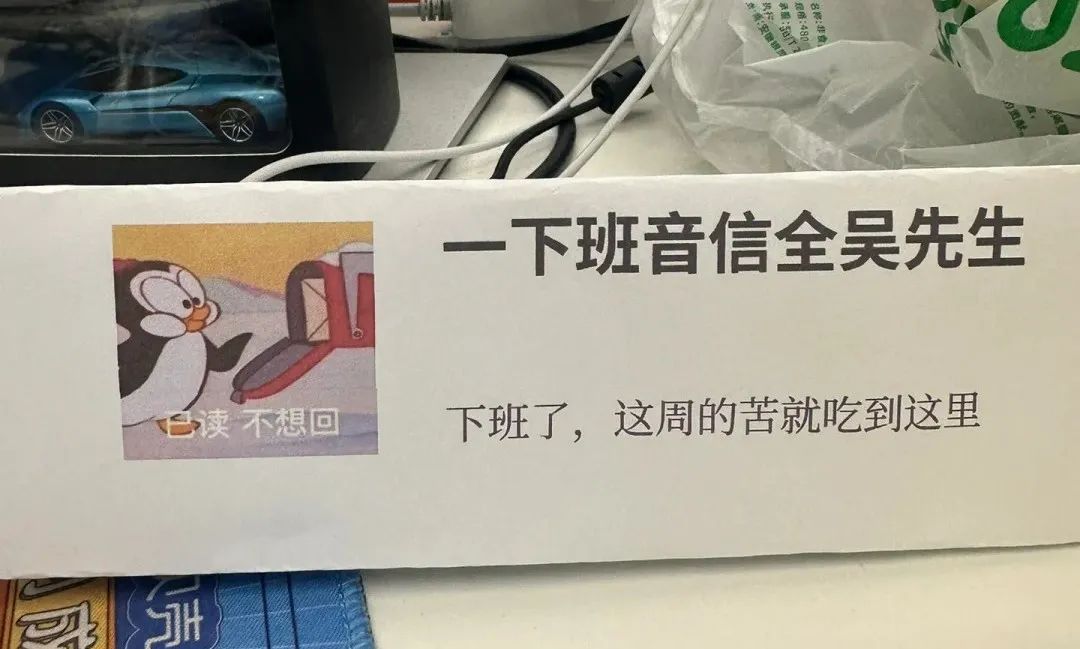 一下班音信全吴先生
已读 不想回
下班了，这周的苦就吃到这里